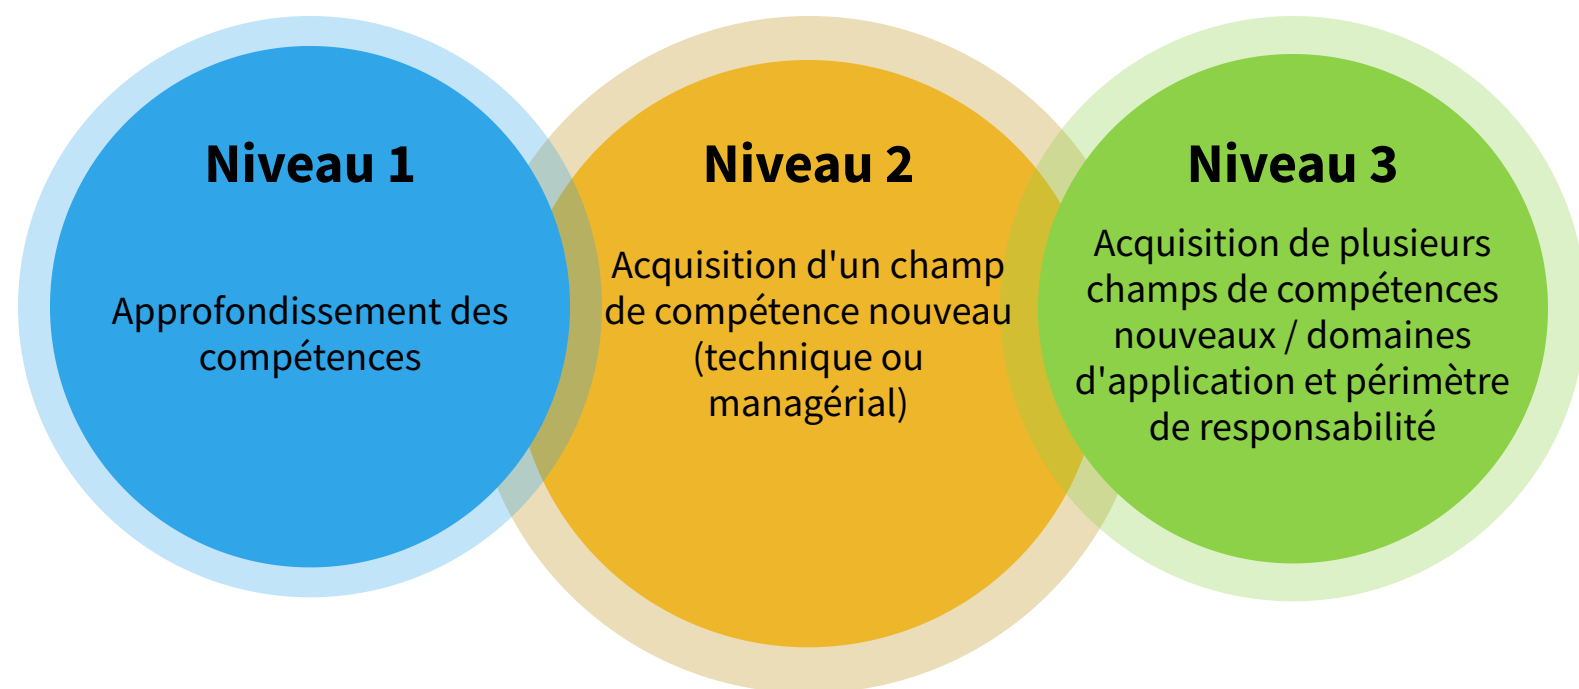 Niveau 1
Approfondissement des
compétences
Niveau 2
Acquisition d'un champ
de compétence nouveau
(technique ou
managérial)
Niveau 3
Acquisition de plusieurs
champs de compétences
nouveaux / domaines
d'application et périmètre
de responsabilité